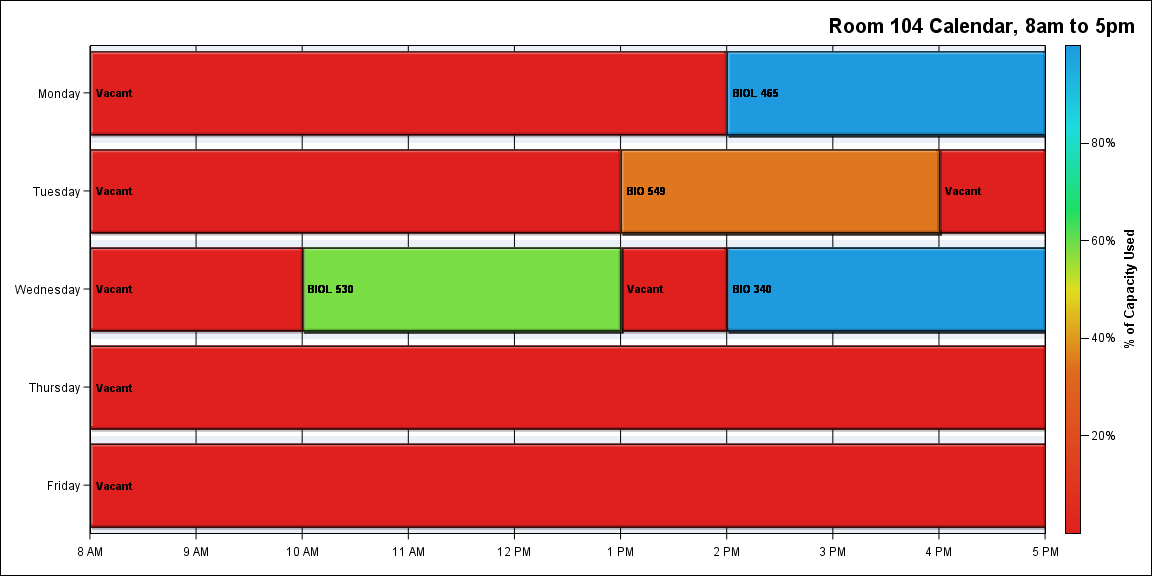 Room 104 Calendar, 8am to 5pm
Monday
Vacant
BIOL 465
Tuesday
Vacant
BIO 549
Vacant
Wednesday
Vacant
BIOL 530
Vacant
BIO 340
Thursday
Vacant
Friday
Vacant
8 AM
9 AM
10 AM
11 AM
12 PM
1 PM
2 PM
3 PM
4 PM
5 PM
80%
60%
40%
20%
% of Capacity Used